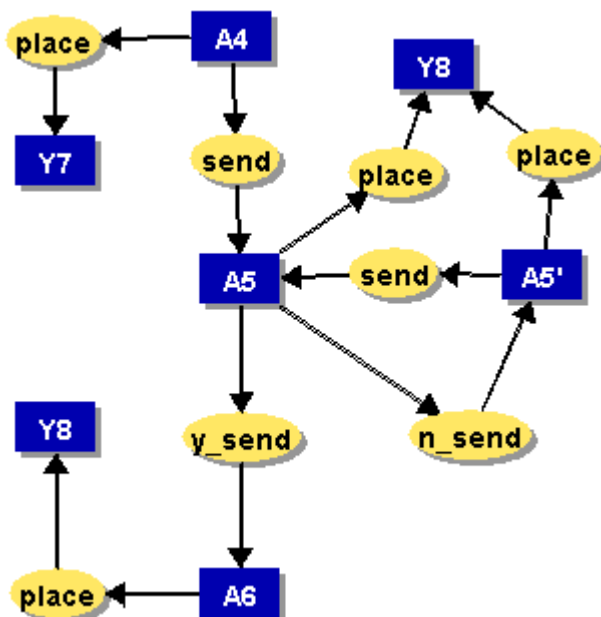 place
A4
Y8
Y7
send
place
place
A5
send
A5'
Y8
y_send
n_send
place
A6